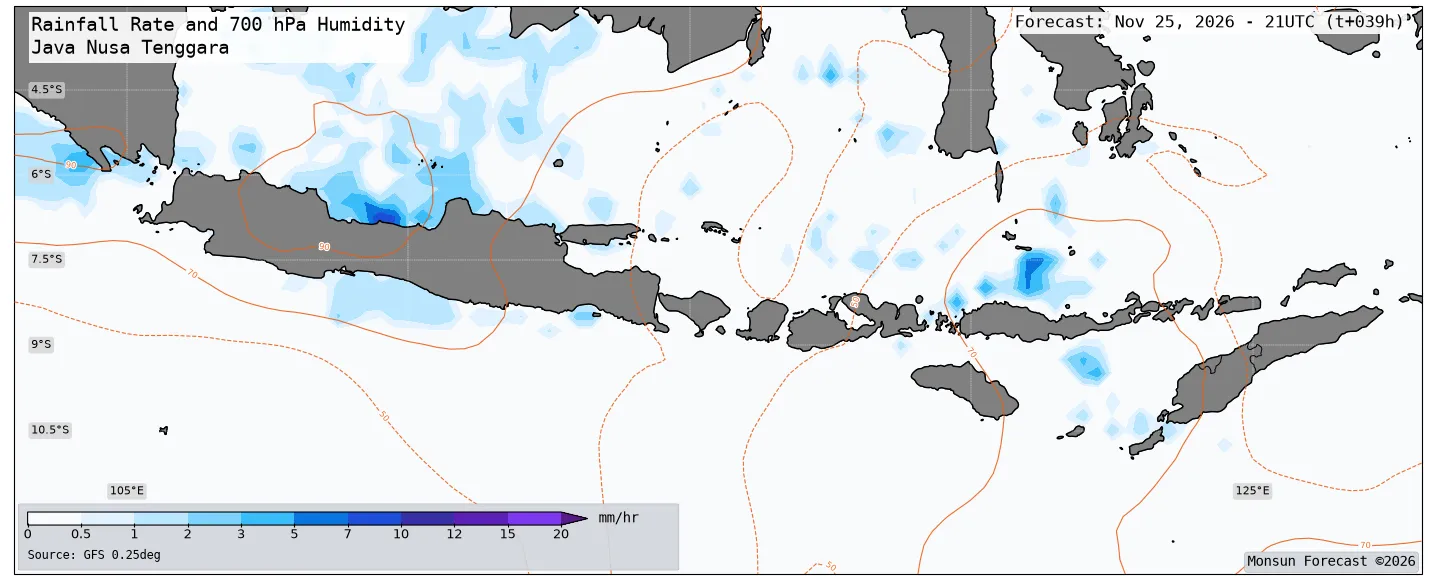 Rainfall Rate and 700 hPa Humidity
Java Nusa Tenggara
Forecast: Nov 25, 2026 - 21UTC (t+039h)
4.5°S
90
6°S
90
7.5°S
70
50
9°S
70
50
10.5°S
105°E
125°E
mm/hr
0 0.5 1 2 3 5 7 10 12 15 20
Source: GFS 0.25deg
70
Monsun Forecast ©2026
50